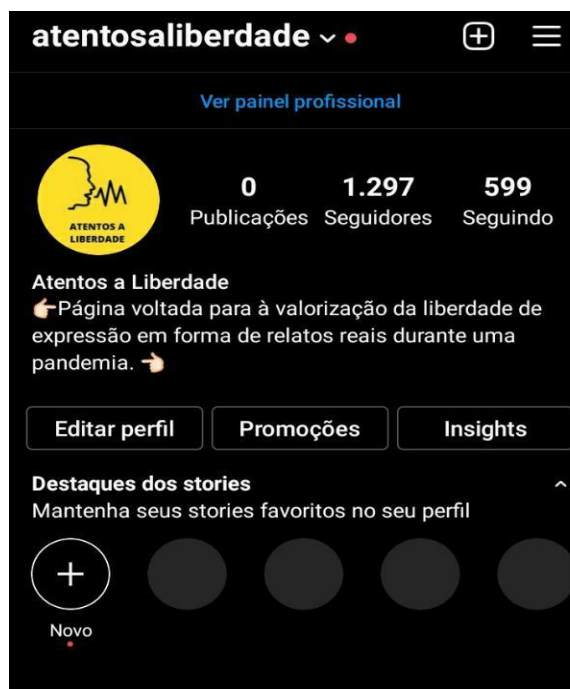 atentosaliberdade
Ver painel profissional
0 1.297 599
Publicações Seguidores Seguindo
ATENTOS A
LIBERDADE
Atentos a Liberdade
👉🏻Página voltada para à valorização da liberdade de
expressão em forma de relatos reais durante uma
pandemia. 👈🏻
Editar perfil Promoções Insights
Destaques dos stories
Mantenha seus stories favoritos no seu perfil
Novo